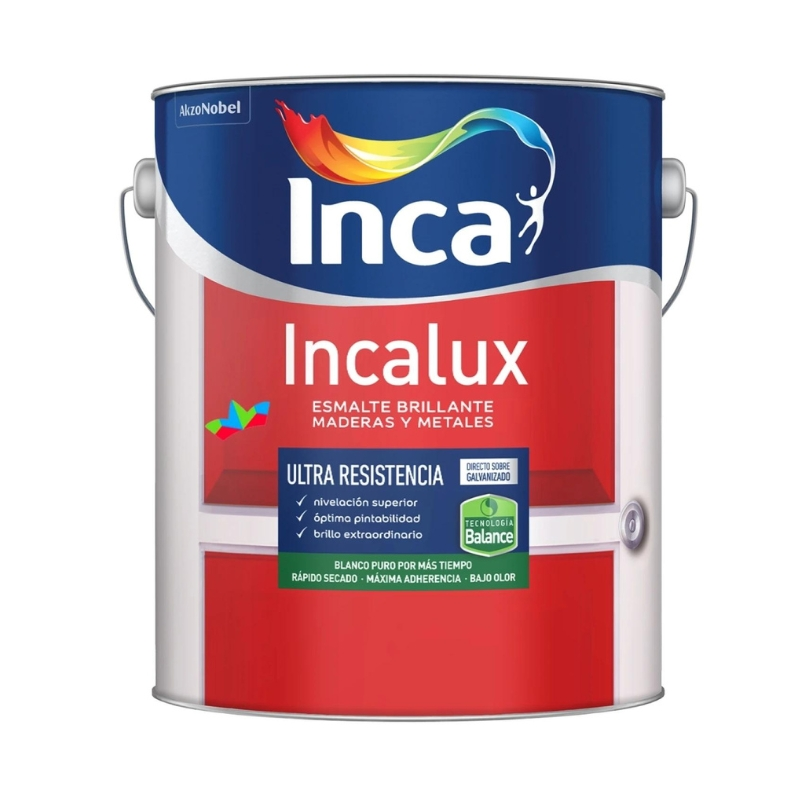 AkzoNobel
Inca
Incalux
ESMALTE BRILLANTE
MADERAS Y METALES
ULTRA RESISTENCIA
DIRECTO SOBRE
GALVANIZADO
✓ nivelación superior
✓ óptima pintabilidad
✓ brillo extraordinario
TECNOLOGÍA
Balance
BLANCO PURO POR MÁS TIEMPO
RÁPIDO SECADO · MÁXIMA ADHERENCIA · BAJO OLOR